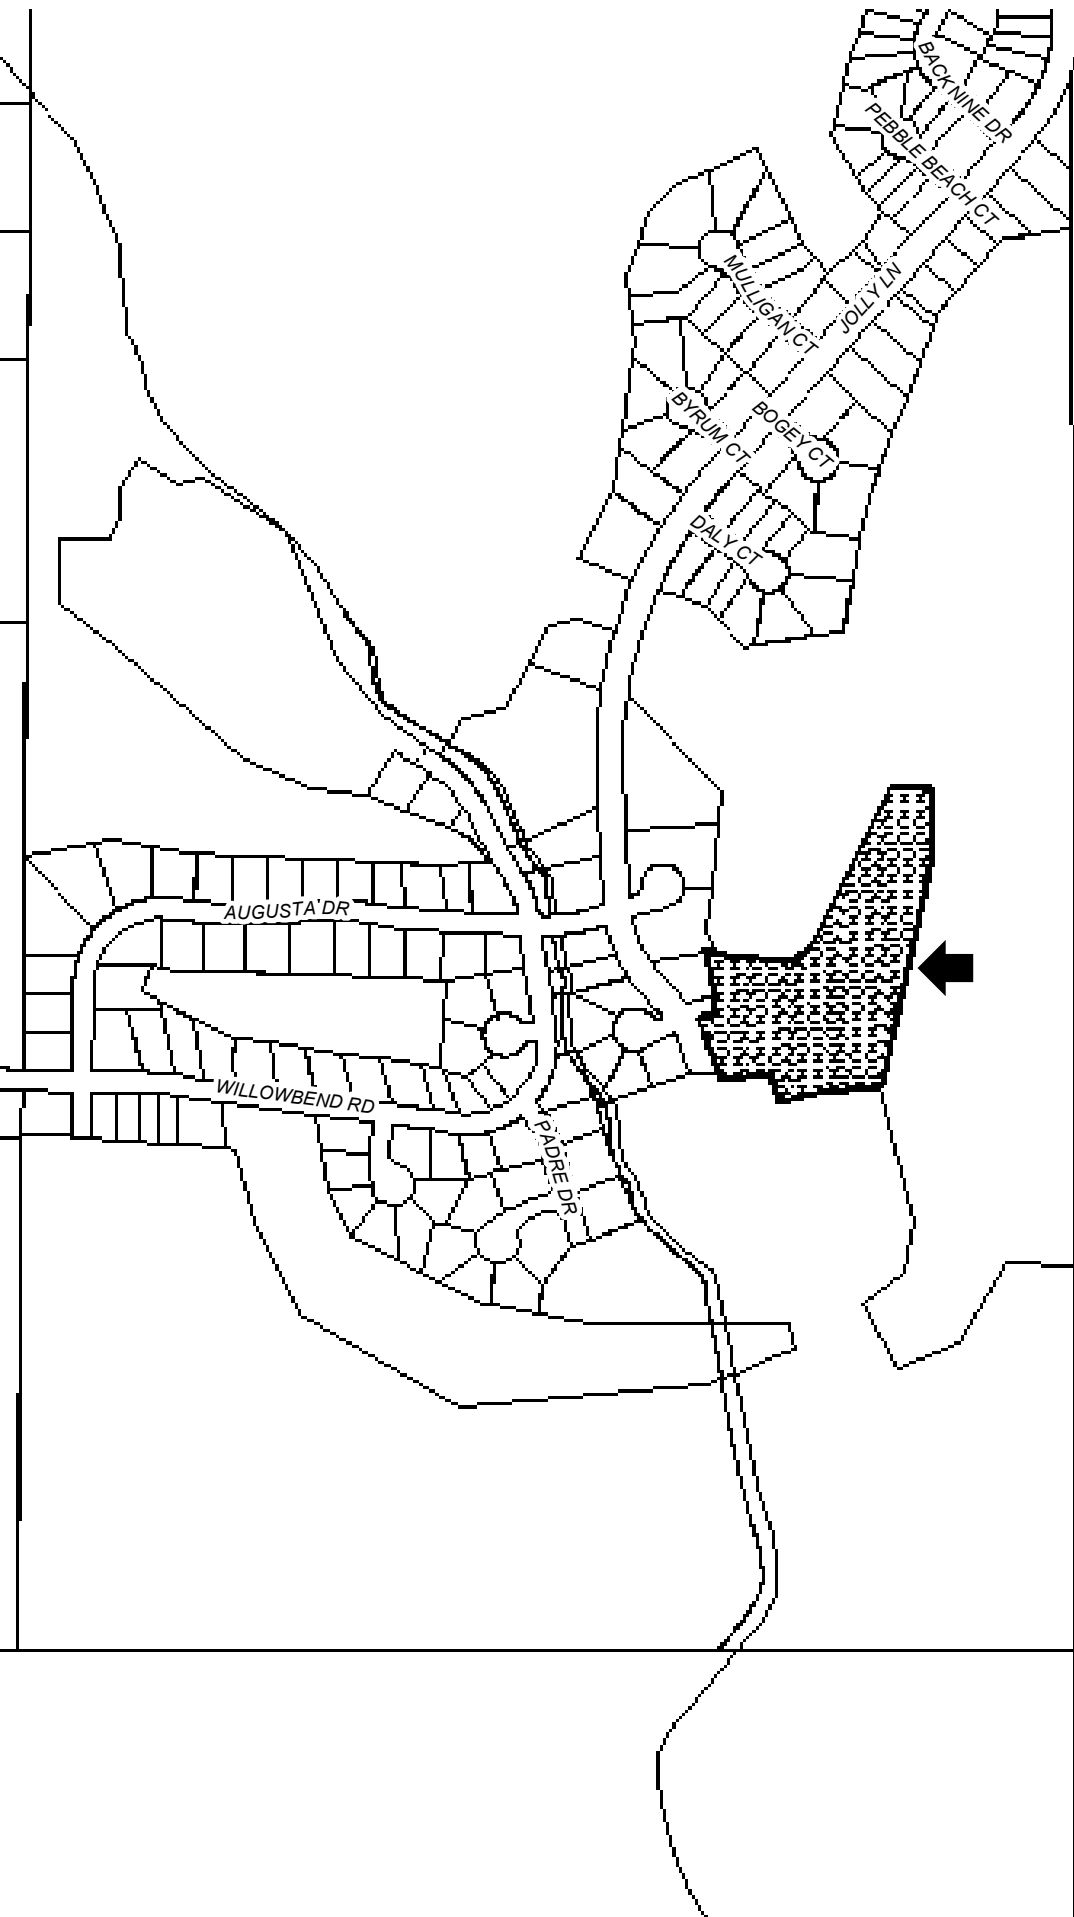 BACK NINE DR
PEBBLE BEACH CT
MULLIGAN CT
JOLLY LN
BYRUM CT
BOGEY CT
DALY CT
AUGUSTA DR
WILLOWBEND RD
PADRE DR